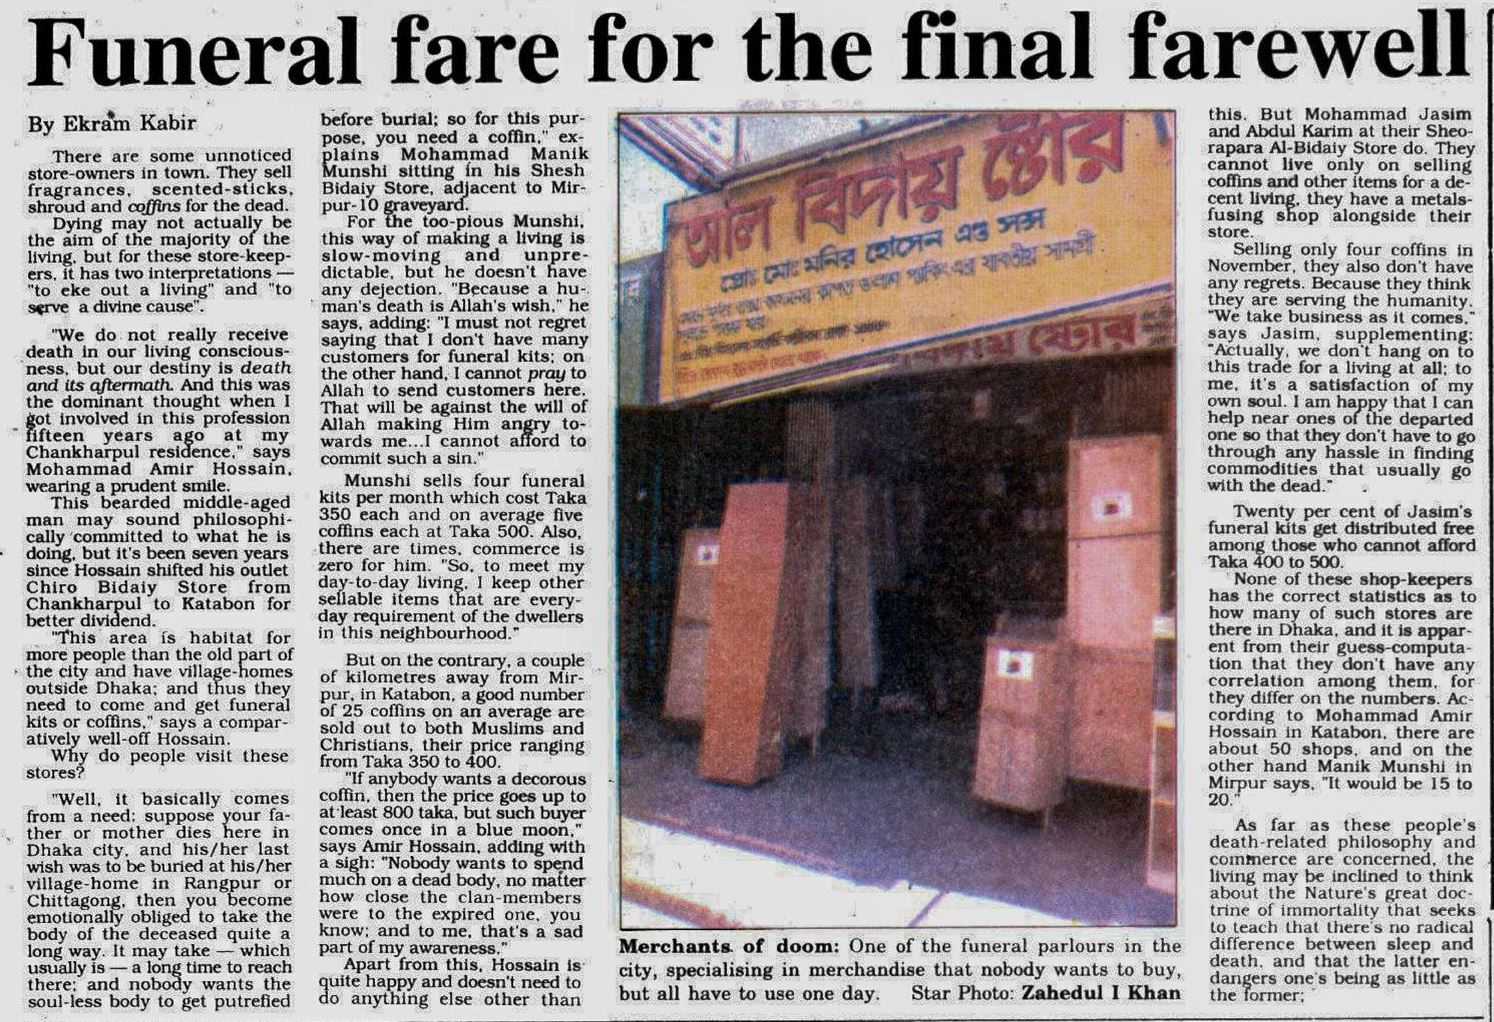 Funeral fare for the final farewell
By Ekram Kabir
There are some unnoticed
store-owners in town. They sell
fragrances, scented-sticks,
shroud and coffins for the dead.
Dying may not actually be
the aim of the majority of the
living, but for these store-keep-
ers, it has two interpretations —
"to eke out a living" and "to
serve a divine cause".
"We do not really receive
death in our living conscious-
ness, but our destiny is death
and its aftermath. And this was
the dominant thought when I
got involved in this profession
fifteen years ago at my
Chankharpul residence," says
Mohammad Amir Hossain,
wearing a prudent smile.
This bearded middle-aged
man may sound philosophi-
cally committed to what he is
doing, but it's been seven years
since Hossain shifted his outlet
Chiro Bidaiy Store from
Chankharpul to Katabon for
better dividend.
"This area is habitat for
more people than the old part of
the city and have village-homes
outside Dhaka; and thus they
need to come and get funeral
kits or coffins," says a compar-
atively well-off Hossain.
Why do people visit these
stores?
"Well, it basically comes
from a need: suppose your fa-
ther or mother dies here in
Dhaka city, and his/her last
wish was to be buried at his/her
village-home in Rangpur or
Chittagong, then you become
emotionally obliged to take the
body of the deceased quite a
long way. It may take — which
usually is — a long time to reach
there; and nobody wants the
soul-less body to get putrefied
before burial; so for this pur-
pose, you need a coffin," ex-
plains Mohammad Manik
Munshi sitting in his Shesh
Bidaiy Store, adjacent to Mir-
pur-10 graveyard.
For the too-pious Munshi,
this way of making a living is
slow-moving and unpre-
dictable, but he doesn't have
any dejection. "Because a hu-
man's death is Allah's wish," he
says, adding: "I must not regret
saying that I don't have many
customers for funeral kits; on
the other hand, I cannot pray to
Allah to send customers here.
That will be against the will of
Allah making Him angry to-
wards me...I cannot afford to
commit such a sin."
Munshi sells four funeral
kits per month which cost Taka
350 each and on average five
coffins each at Taka 500. Also,
there are times, commerce is
zero for him. "So, to meet my
day-to-day living, I keep other
sellable items that are every-
day requirement of the dwellers
in this neighbourhood."
But on the contrary, a couple
of kilometres away from Mir-
pur, in Katabon, a good number
of 25 coffins on an average are
sold out to both Muslims and
Christians, their price ranging
from Taka 350 to 400.
"If anybody wants a decorous
coffin, then the price goes up to
at least 800 taka, but such buyer
comes once in a blue moon,"
says Amir Hossain, adding with
a sigh: "Nobody wants to spend
much on a dead body, no matter
how close the clan-members
were to the expired one, you
know; and to me, that's a sad
part of my awareness."
Apart from this, Hossain is
quite happy and doesn't need to
do anything else other than
আল বিদায় ষ্টোর
প্রোঃ মোঃ মনির হোসেন এণ্ড সন্স
Merchants of doom: One of the funeral parlours in the
city, specialising in merchandise that nobody wants to buy,
but all have to use one day. Star Photo: Zahedul I Khan
this. But Mohammad Jasim
and Abdul Karim at their Sheo-
rapara Al-Bidaiy Store do. They
cannot live only on selling
coffins and other items for a de-
cent living, they have a metals-
fusing shop alongside their
store.
Selling only four coffins in
November, they also don't have
any regrets. Because they think
they are serving the humanity.
"We take business as it comes,"
says Jasim, supplementing:
"Actually, we don't hang on to
this trade for a living at all; to
me, it's a satisfaction of my
own soul. I am happy that I can
help near ones of the departed
one so that they don't have to go
through any hassle in finding
commodities that usually go
with the dead."
Twenty per cent of Jasim's
funeral kits get distributed free
among those who cannot afford
Taka 400 to 500.
None of these shop-keepers
has the correct statistics as to
how many of such stores are
there in Dhaka, and it is appar-
ent from their guess-computa-
tion that they don't have any
correlation among them, for
they differ on the numbers. Ac-
cording to Mohammad Amir
Hossain in Katabon, there are
about 50 shops, and on the
other hand Manik Munshi in
Mirpur says, "It would be 15 to
20."
As far as these people's
death-related philosophy and
commerce are concerned, the
living may be inclined to think
about the Nature's great doc-
trine of immortality that seeks
to teach that there's no radical
difference between sleep and
death, and that the latter en-
dangers one's being as little as
the former;